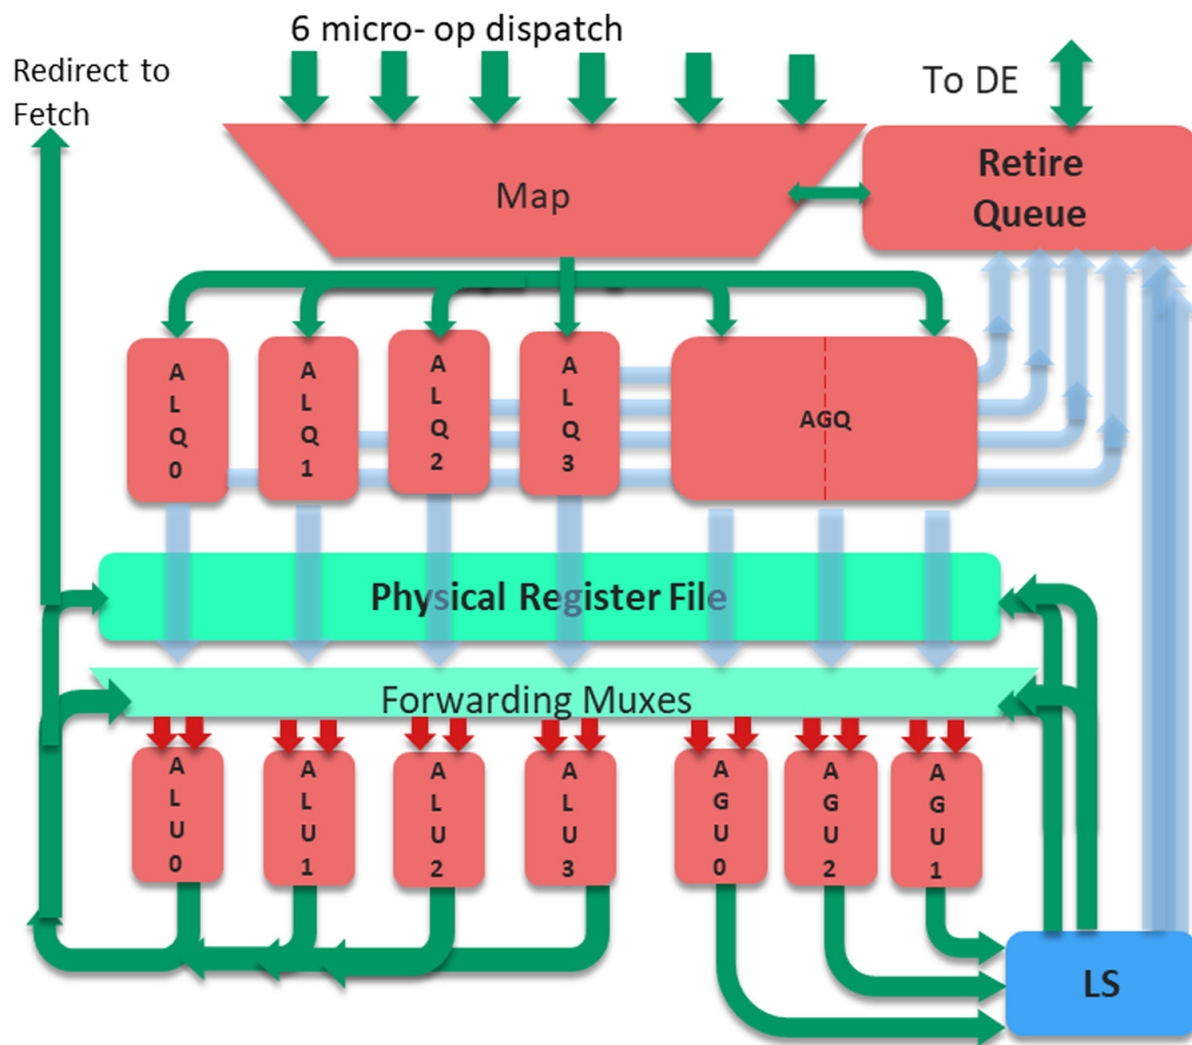 6 micro- op dispatch
Redirect to
Fetch
To DE
Map
Retire
Queue
A
L
Q
0
A
L
Q
1
A
L
Q
2
A
L
Q
3
AGQ
Physical Register File
Forwarding Muxes
A
L
U
0
A
L
U
1
A
L
U
2
A
L
U
3
A
G
U
0
A
G
U
2
A
G
U
1
LS